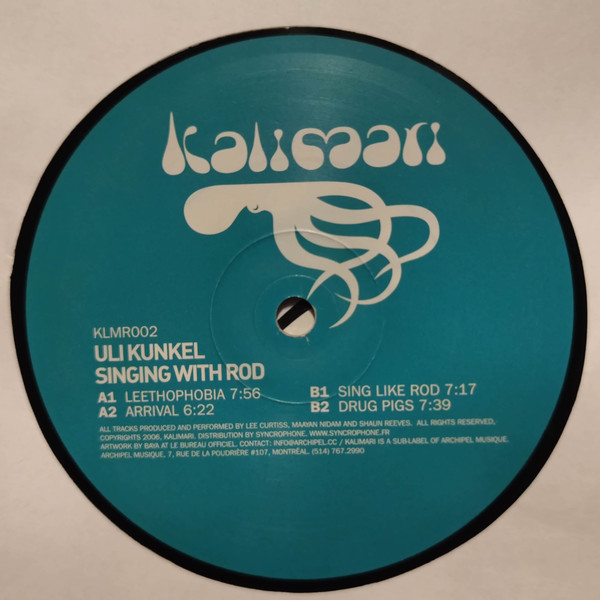 kalimari
KLMR002
ULI KUNKEL
SINGING WITH ROD
A1 LEETHOPHOBIA 7:56
A2 ARRIVAL 6:22
B1 SING LIKE ROD 7:17
B2 DRUG PIGS 7:39
ALL TRACKS PRODUCED AND PERFORMED BY LEE CURTISS, MARVAN NIDAM AND SHAUN REEVES. ALL RIGHTS RESERVED,
COPYRIGHTS 2006, KALIMARI. DISTRIBUTION BY SYNCROPHONE. WWW.SYNCROPHONE.FR
ARTWORK BY BAYA AT LE BUREAU OFFICIEL. CONTACT: INFO@ARCHIPEL.CC / KALIMARI IS A SUB-LABEL OF ARCHIPEL MUSIQUE.
ARCHIPEL MUSIQUE, 7, RUE DE LA POUDRIÈRE #107, MONTRÉAL. (514) 767.2990